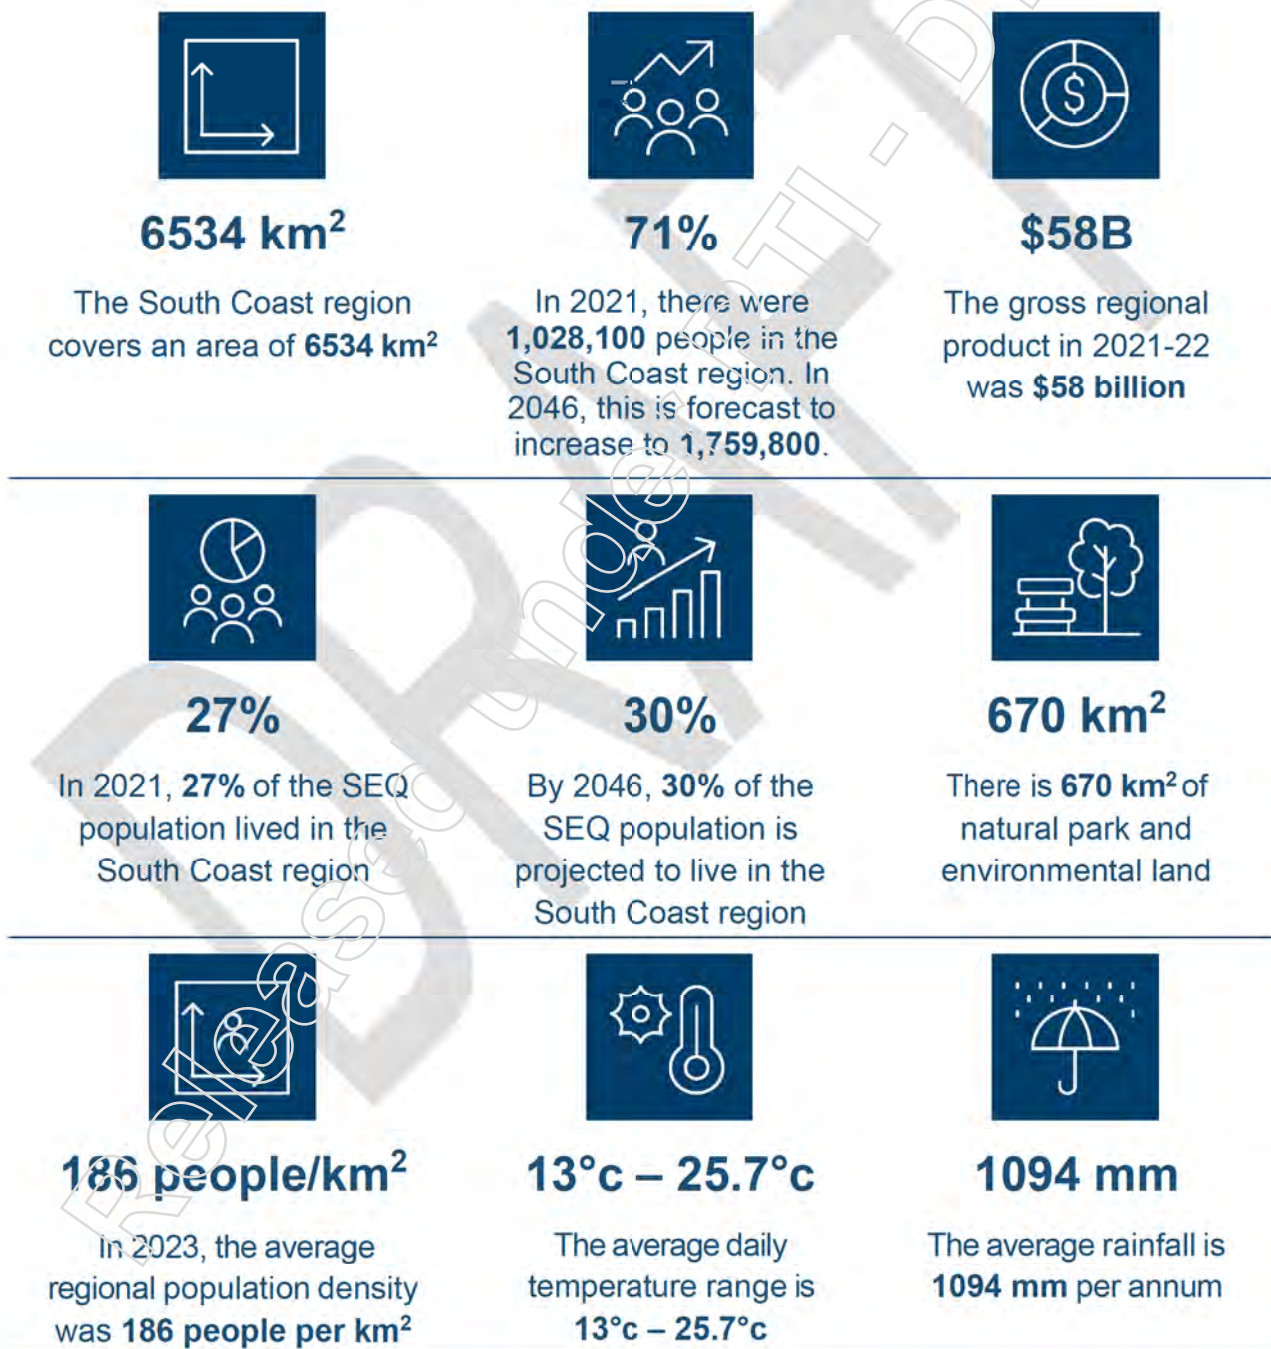 6534 km²
The South Coast region
covers an area of 6534 km²
71%
In 2021, there were
1,028,100 people in the
South Coast region. In
2046, this is forecast to
increase to 1,759,800.
$58B
The gross regional
product in 2021-22
was $58 billion
27%
In 2021, 27% of the SEQ
population lived in the
South Coast region
30%
By 2046, 30% of the
SEQ population is
projected to live in the
South Coast region
670 km²
There is 670 km² of
natural park and
environmental land
186 people/km²
In 2023, the average
regional population density
was 186 people per km²
13°c – 25.7°c
The average daily
temperature range is
13°c – 25.7°c
1094 mm
The average rainfall is
1094 mm per annum
DRAFT
Released under RTI - D